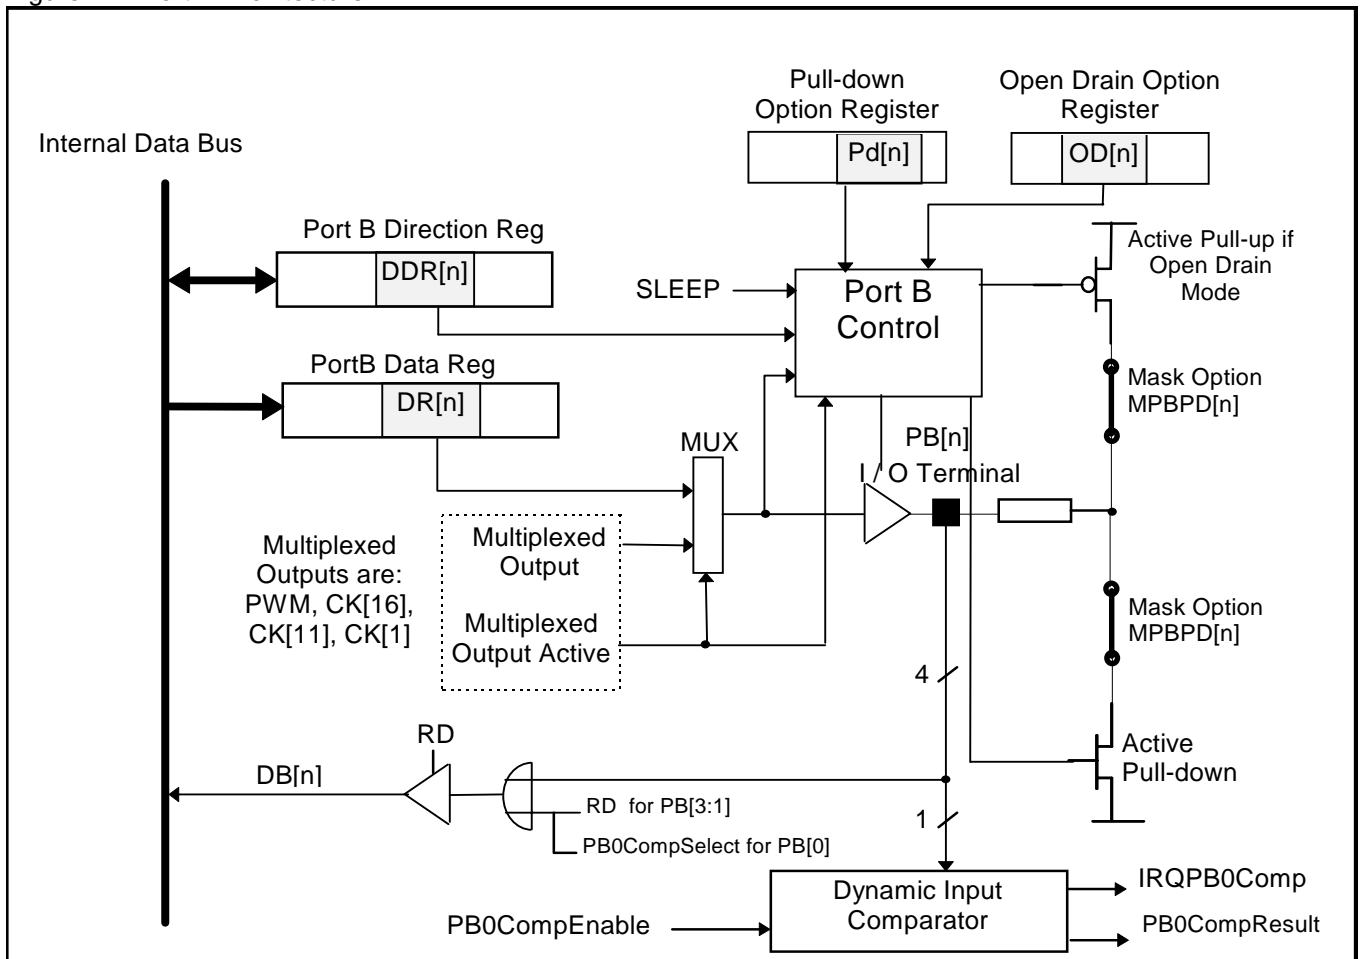 Pull-down
Option Register
Open Drain Option
Register
Internal Data Bus
Pd[n]
OD[n]
Port B Direction Reg
DDR[n]
SLEEP
Port B
Control
Active Pull-up if
Open Drain
Mode
PortB Data Reg
DR[n]
Mask Option
MPBPD[n]
MUX
PB[n]
I / O Terminal
Multiplexed
Outputs are:
PWM, CK[16],
CK[11], CK[1]
Multiplexed
Output
Multiplexed
Output Active
Mask Option
MPBPD[n]
4
RD
DB[n]
Active
Pull-down
RD for PB[3:1]
1
PB0CompSelect for PB[0]
Dynamic Input
Comparator
IRQPB0Comp
PB0CompEnable
PB0CompResult